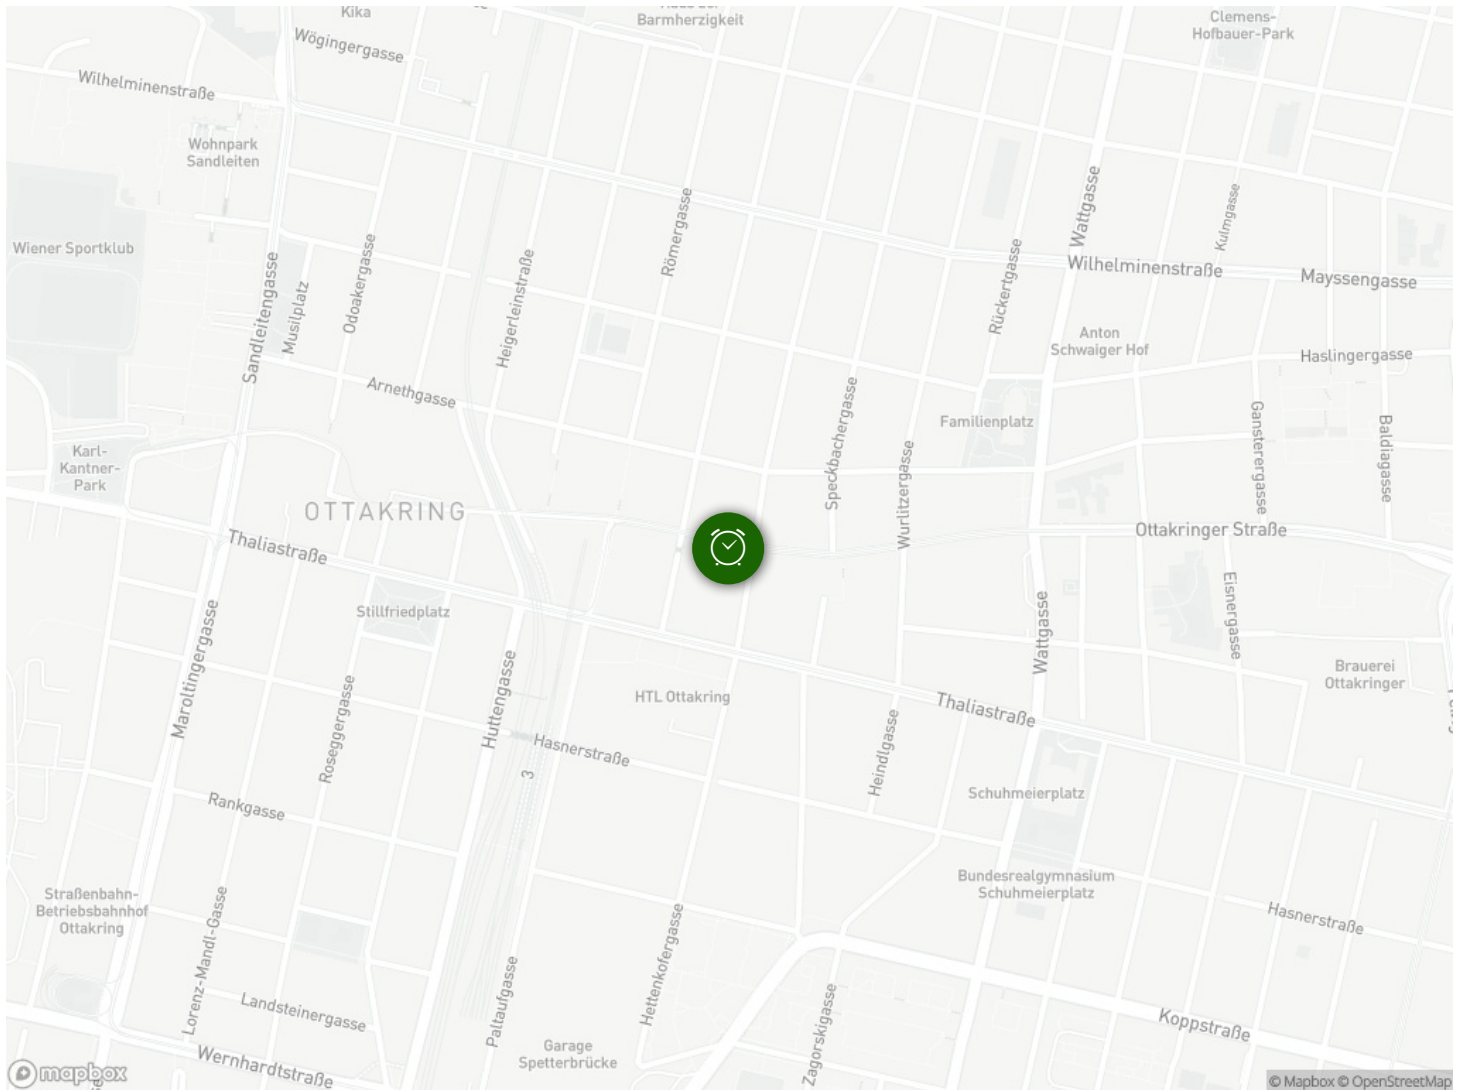 Kika
Barmherzigkeit
Clemens-
Hofbauer-Park
Wögingergasse
Wilhelminenstraße
Wohnpark
Sandleiten
Wiener Sportklub
Sandleitengasse
Musilplatz
Odoakergasse
Heigerleinstraße
Römergasse
Rückertgasse
Wattgasse
Kulmgasse
Wilhelminenstraße
Mayssengasse
Anton
Schwaiger Hof
Haslingergasse
Arnethgasse
Speckbachergasse
Wurlitzergasse
Familienplatz
Gansterergasse
Baldiagasse
Karl-
Kantner-
Park
OTTAKRING
Thaliastraße
Ottakringer Straße
Stillfriedplatz
Maroltingergasse
Huttengasse
Wattgasse
Eisnergasse
Brauerei
Ottakringer
HTL Ottakring
Thaliastraße
Roseggergasse
Hasnerstraße
3
Heindlgasse
Schuhmeierplatz
Rankgasse
Bundesrealgymnasium
Schuhmeierplatz
Straßenbahn-
Betriebsbahnhof
Ottakring
Lorenz-Mandl-Gasse
Hasnerstraße
Hettenkofergasse
Paltaufgasse
Landsteinergasse
Zagorskigasse
Koppstraße
Garage
Spetterbrücke
Wernhardtstraße
mapbox
© Mapbox © OpenStreetMap